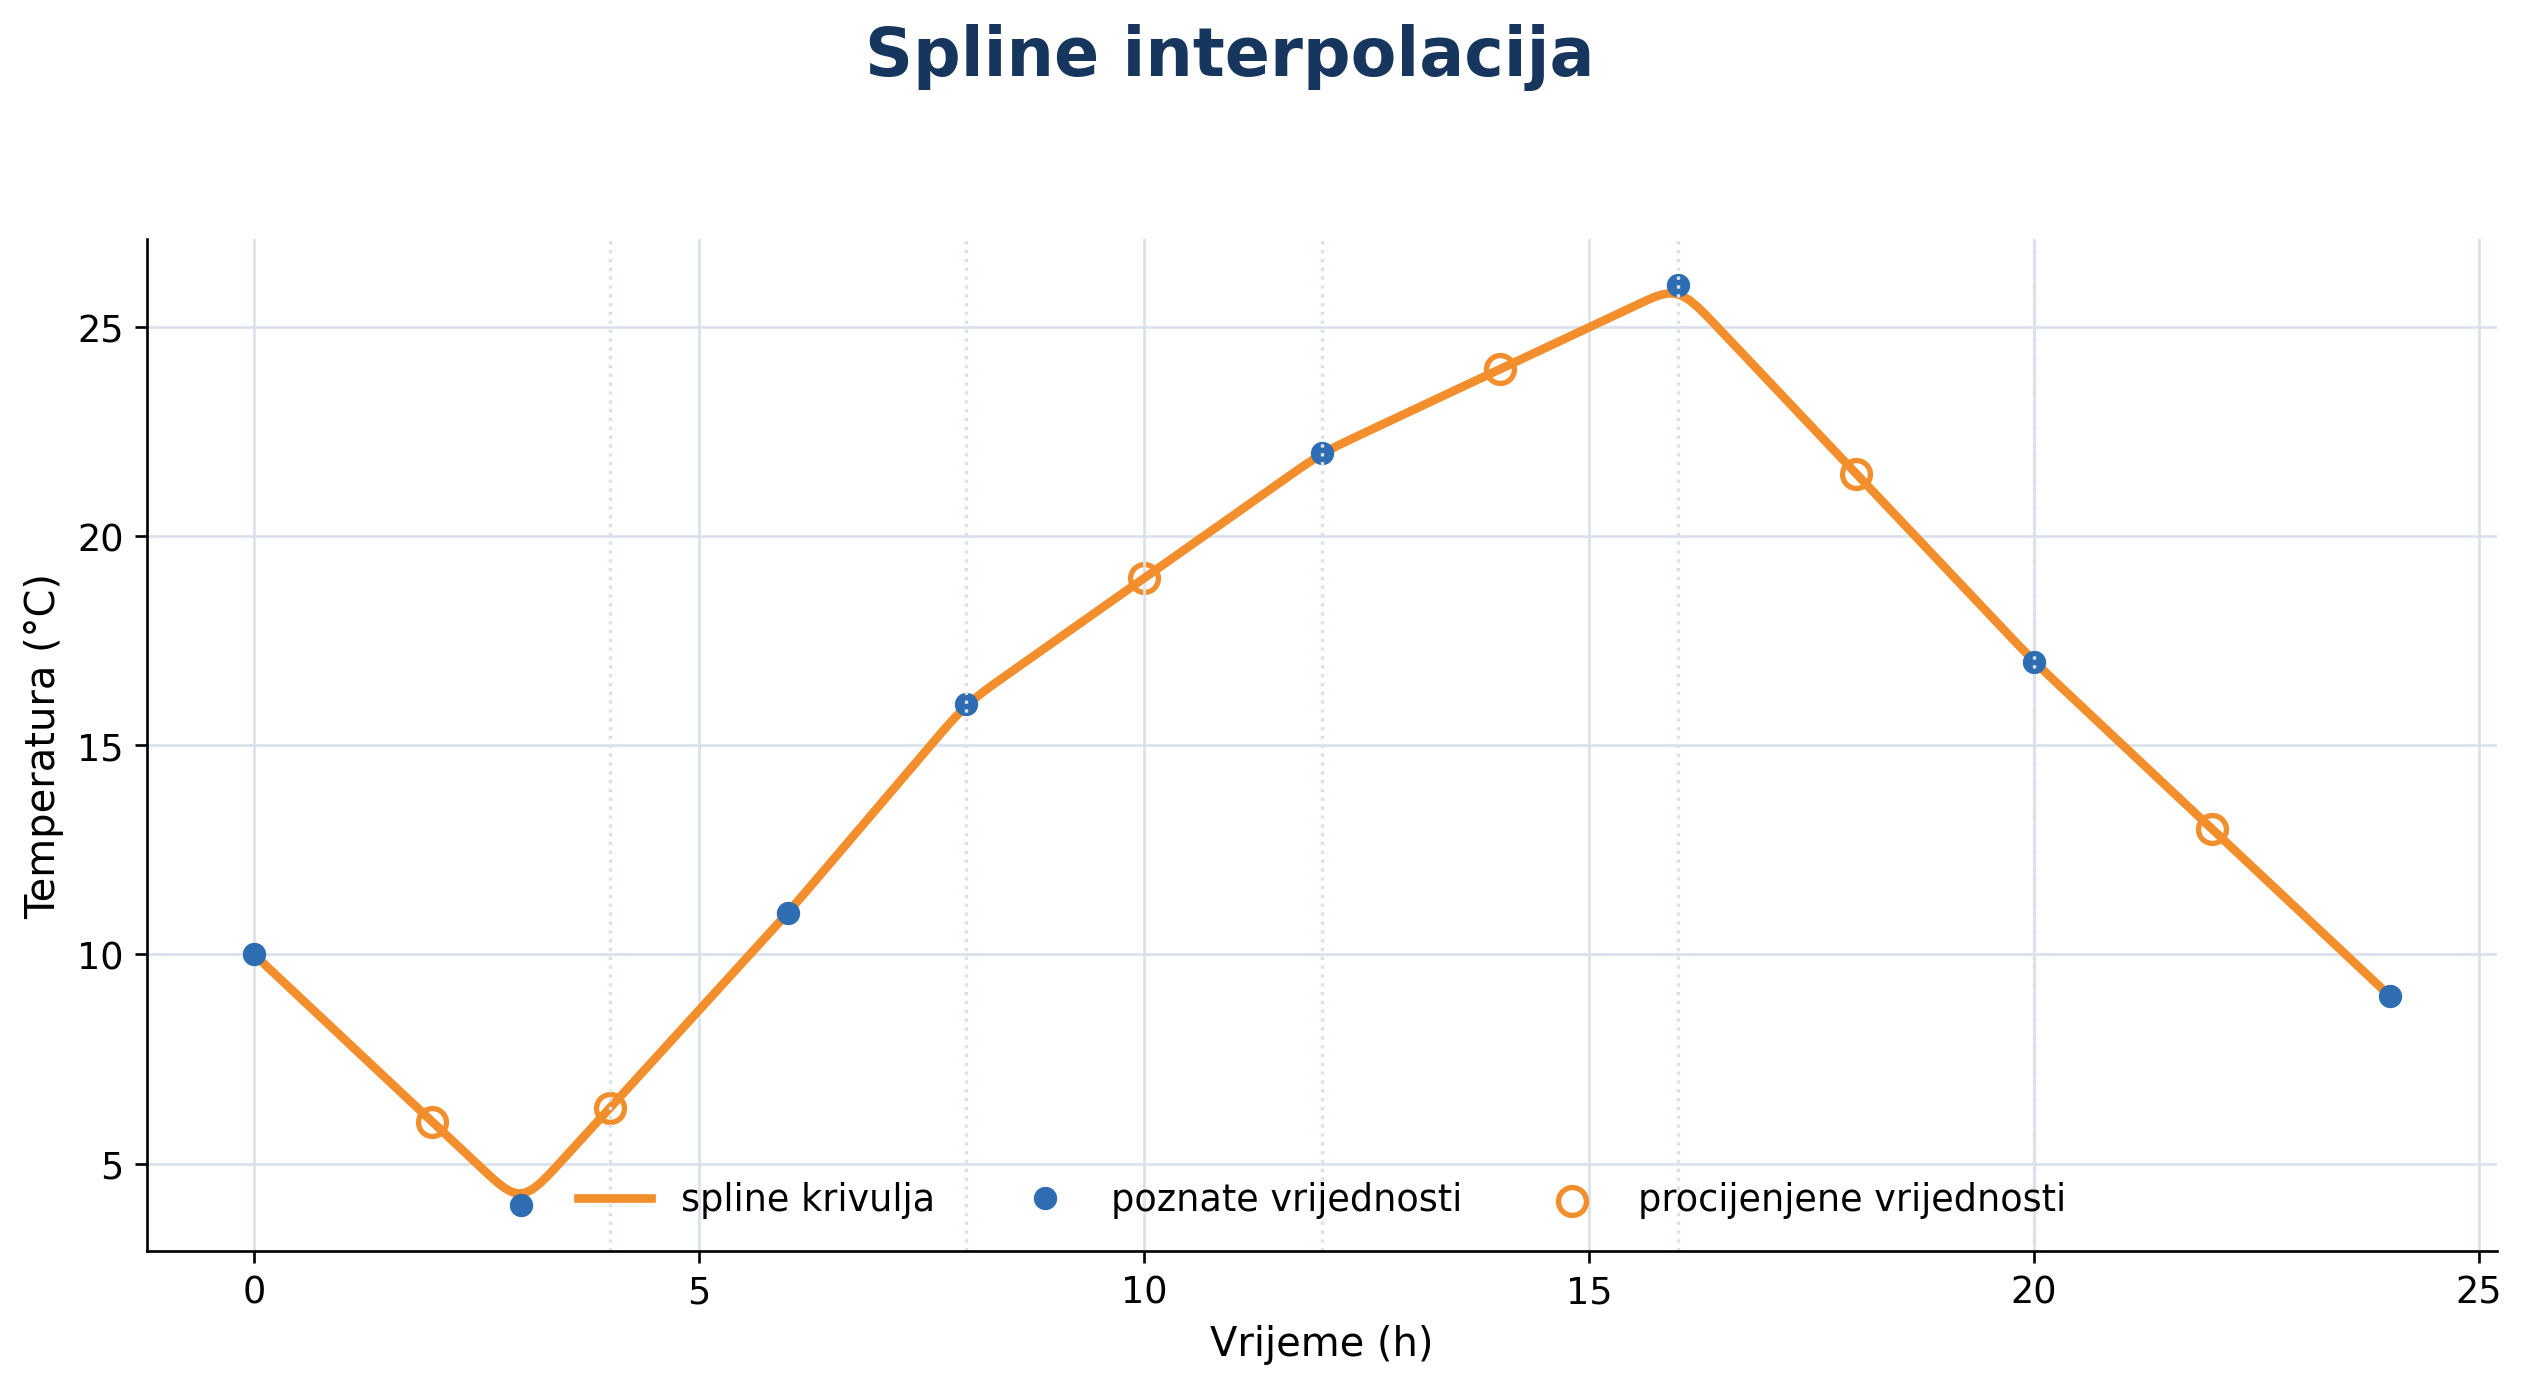 Spline interpolacija
Temperatura (°C)
25
20
15
10
5
spline krivulja
poznate vrijednosti
procijenjene vrijednosti
0
5
10
15
20
25
Vrijeme (h)